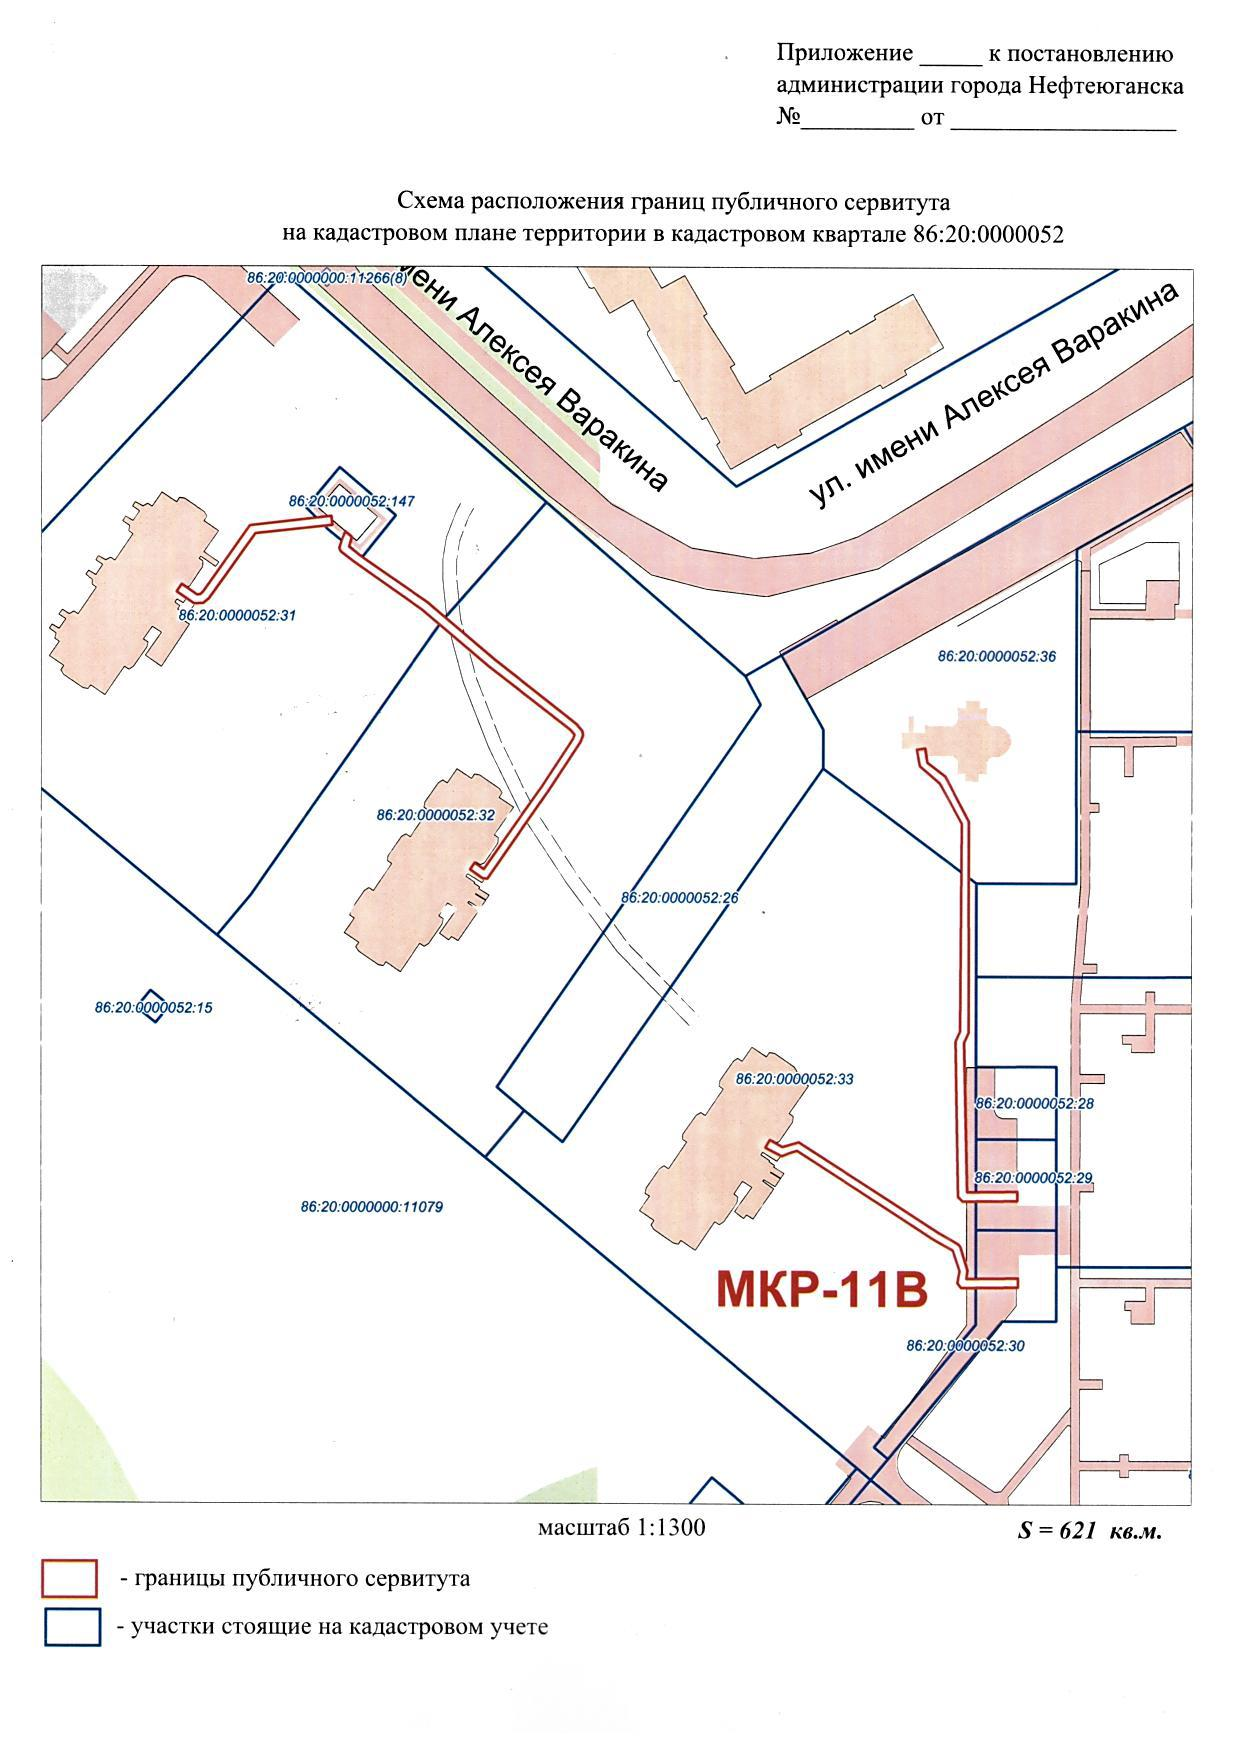 Приложение _____ к постановлению
администрации города Нефтеюганска
№_________ от __________________
Схема расположения границ публичного сервитута
на кадастровом плане территории в кадастровом квартале 86:20:0000052
86:20:0000000:11266(8)
мени Алексея Варакина
ул. имени Алексея Варакина
86:20:0000052:147
86:20:0000052:31
86:20:0000052:36
86:20:0000052:32
86:20:0000052:26
86:20:0000052:15
86:20:0000052:33
86:20:0000052:28
86:20:0000052:29
86:20:0000000:11079
МКР-11В
86:20:0000052:30
масштаб 1:1300
S = 621 кв.м.
- границы публичного сервитута
- участки стоящие на кадастровом учете